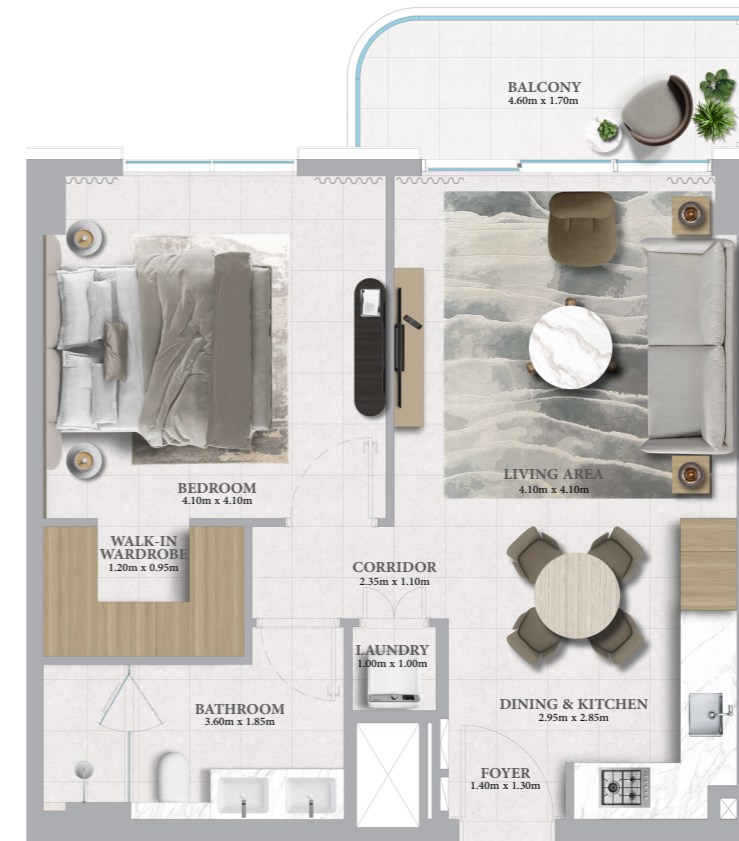 BALCONY
4.60m x 1.70m
BEDROOM
4.10m x 4.10m
LIVING AREA
4.10m x 4.10m
WALK-IN
WARDROBE
1.20m x 0.95m
CORRIDOR
2.35m x 1.10m
LAUNDRY
1.00m x 1.00m
BATHROOM
3.60m x 1.85m
DINING & KITCHEN
2.95m x 2.85m
FOYER
1.40m x 1.30m